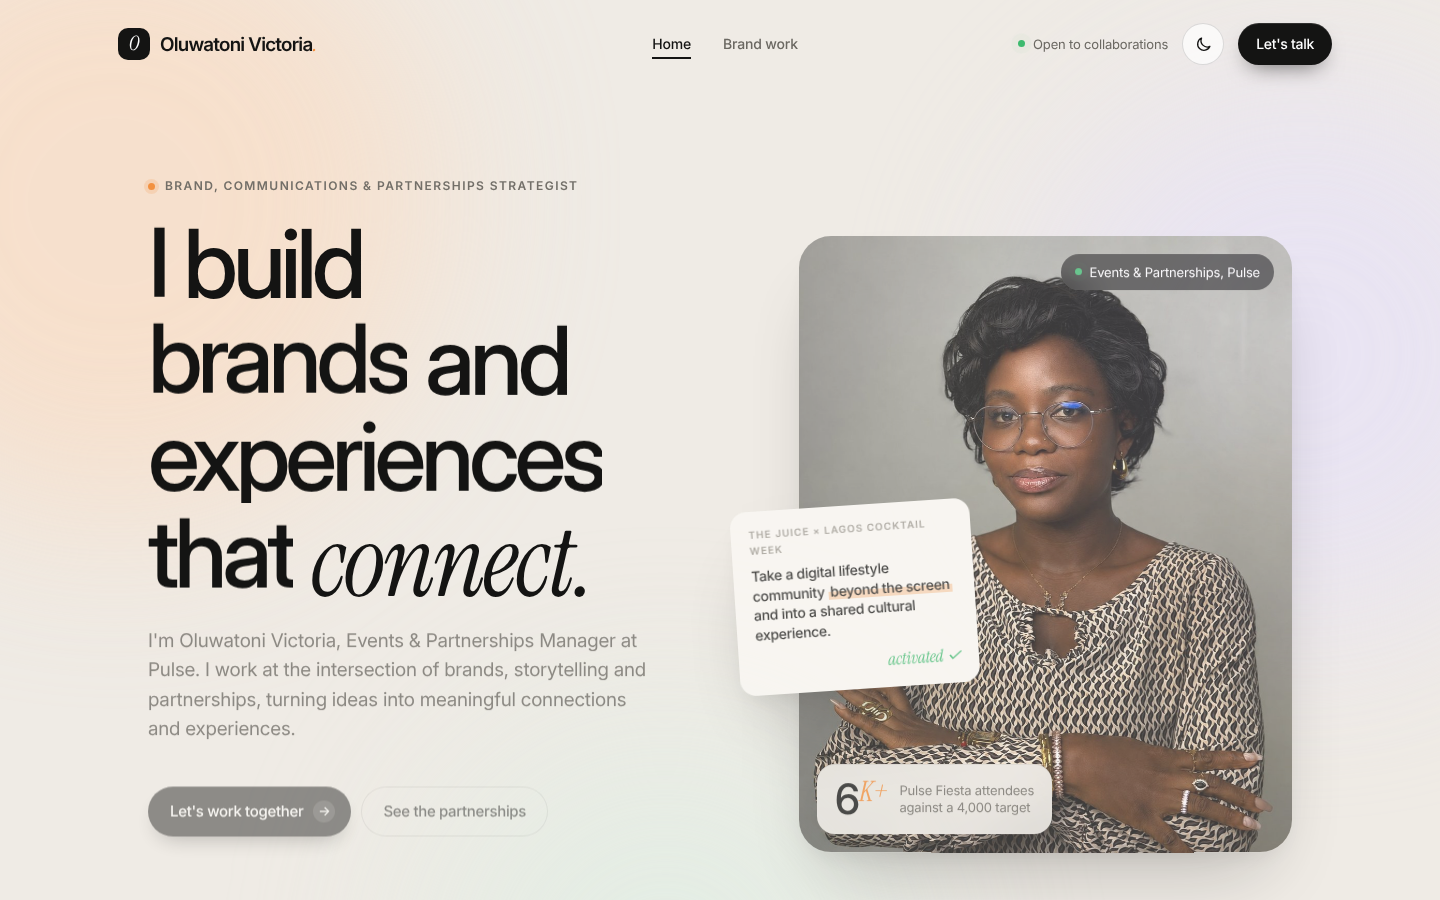 O
Oluwatoni Victoria.
Home
Brand work
Open to collaborations
Let's talk
BRAND, COMMUNICATIONS & PARTNERSHIPS STRATEGIST
I build
brands and
experiences
that connect.
I'm Oluwatoni Victoria, Events & Partnerships Manager at
Pulse. I work at the intersection of brands, storytelling and
partnerships, turning ideas into meaningful connections
and experiences.
Let's work together →
See the partnerships
Events & Partnerships, Pulse
THE JUICE × LAGOS COCKTAIL
WEEK
Take a digital lifestyle
community beyond the screen
and into a shared cultural
experience.
activated ✓
6K+
Pulse Fiesta attendees
against a 4,000 target